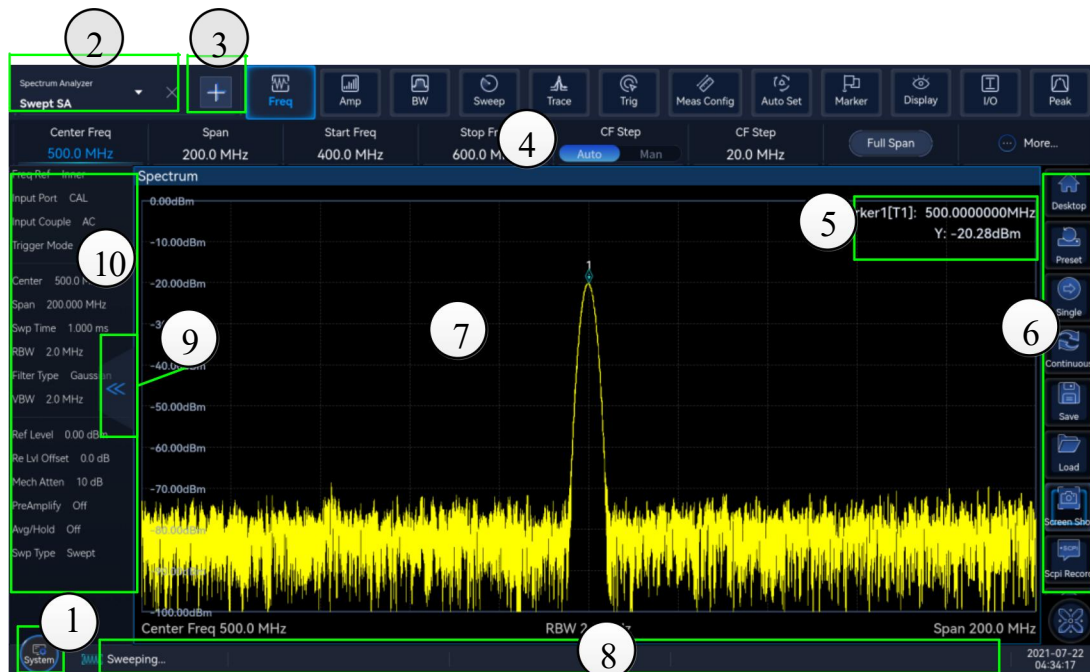 2
3
Spectrum Analyzer
Swept SA
Freq
Amp
BW
Sweep
Trace
Trig
Meas Config
Auto Set
Marker
Display
I/O
Peak
Center Freq
500.0 MHz
Span
200.0 MHz
Start Freq
400.0 MHz
Stop Fr
600.0 M
4
CF Step
Auto Man
CF Step
20.0 MHz
Full Span
More...
Freq Ref Inner
Input Port CAL
Input Couple AC
Trigger Mode
10
Center 500.0
Span 200.000 MHz
Swp Time 1.000 ms
RBW 2.0 MHz
Filter Type Gaussian
VBW 2.0 MHz
9
Ref Level 0.00 dBm
Re Lvl Offset 0.0 dB
Mech Atten 10 dB
PreAmplify Off
Avg/Hold Off
Swp Type Swept
Spectrum
0.00dBm
-10.00dBm
-20.00dBm
-40.00dBm
-50.00dBm
-60.00dBm
-70.00dBm
-80.00dBm
-100.00dBm
1
7
5
rker1[T1]: 500.0000000MHz
Y: -20.28dBm
6
Desktop
Preset
Single
Continuous
Save
Load
Screen Sho
SCPI
Scpi Recor
Center Freq 500.0 MHz
RBW 2
Span 200.0 MHz
1
System
Sweeping...
8
2021-07-22
04:34:17